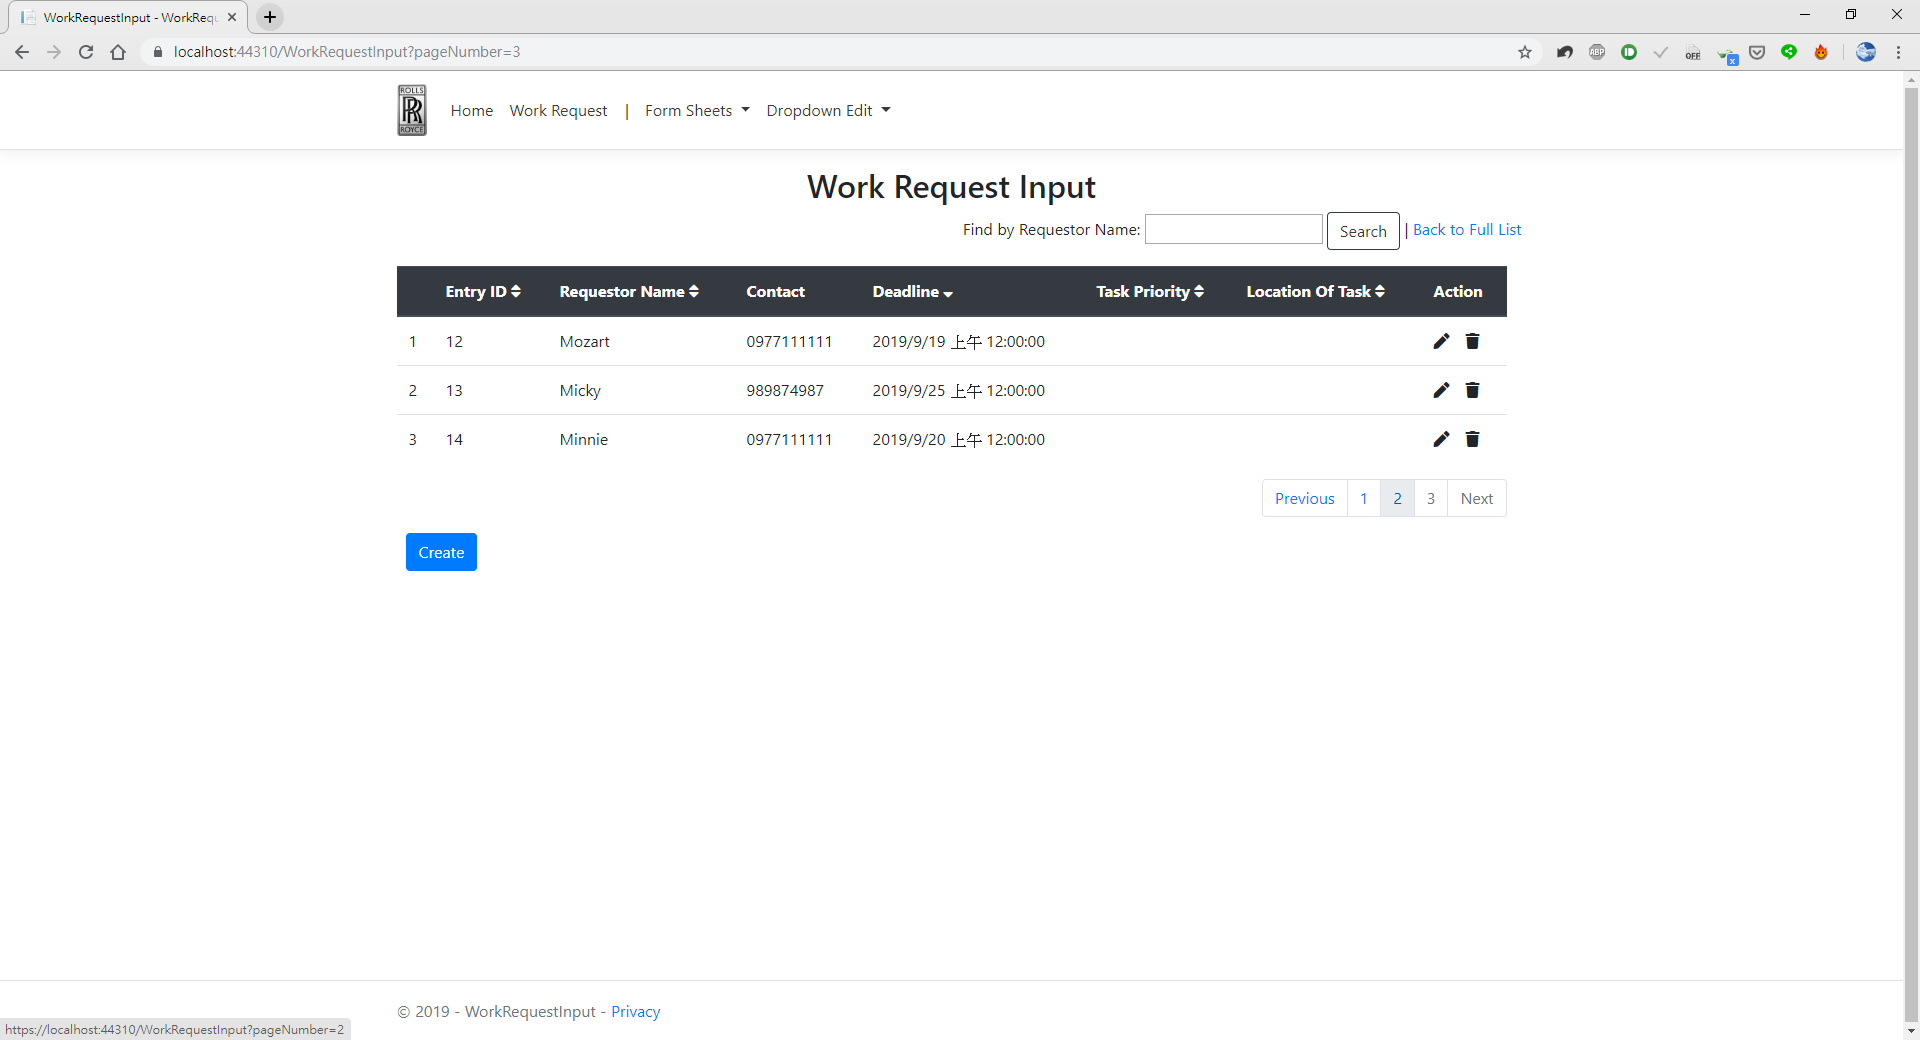 WorkRequestInput - WorkRequ
localhost:44310/WorkRequestInput?pageNumber=3
ABP
OFF
x
ROLLS
RR
ROYCE
Home Work Request | Form Sheets Dropdown Edit
Work Request Input
Find by Requestor Name: Search | Back to Full List
Entry ID Requestor Name Contact Deadline Task Priority Location Of Task Action
1 12 Mozart 0977111111 2019/9/19 上午 12:00:00
2 13 Micky 989874987 2019/9/25 上午 12:00:00
3 14 Minnie 0977111111 2019/9/20 上午 12:00:00
Previous 1 2 3 Next
Create
© 2019 - WorkRequestInput - Privacy
https://localhost:44310/WorkRequestInput?pageNumber=2